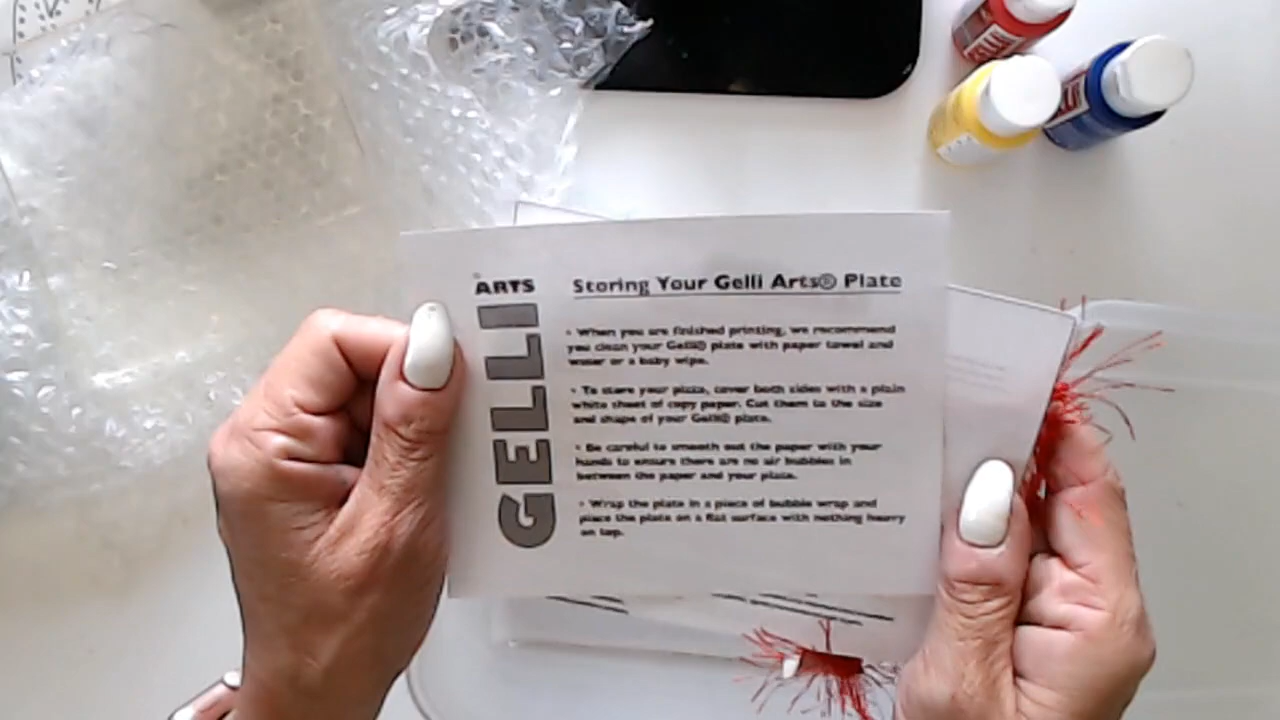 ARTS
GELLI
Storing Your Gelli Arts® Plate
• When you are finished printing, we recommend
you clean your Gelli® plate with paper towel and
water or a baby wipe.
• To store your plate, cover both sides with a plain
white sheet of copy paper. Cut them to the size
and shape of your Gelli® plate.
• Be careful to smooth out the paper with your
hands to ensure there are no air bubbles in
between the paper and your plate.
• Wrap the plate in a piece of bubble wrap and
place the plate on a flat surface with nothing heavy
on top.